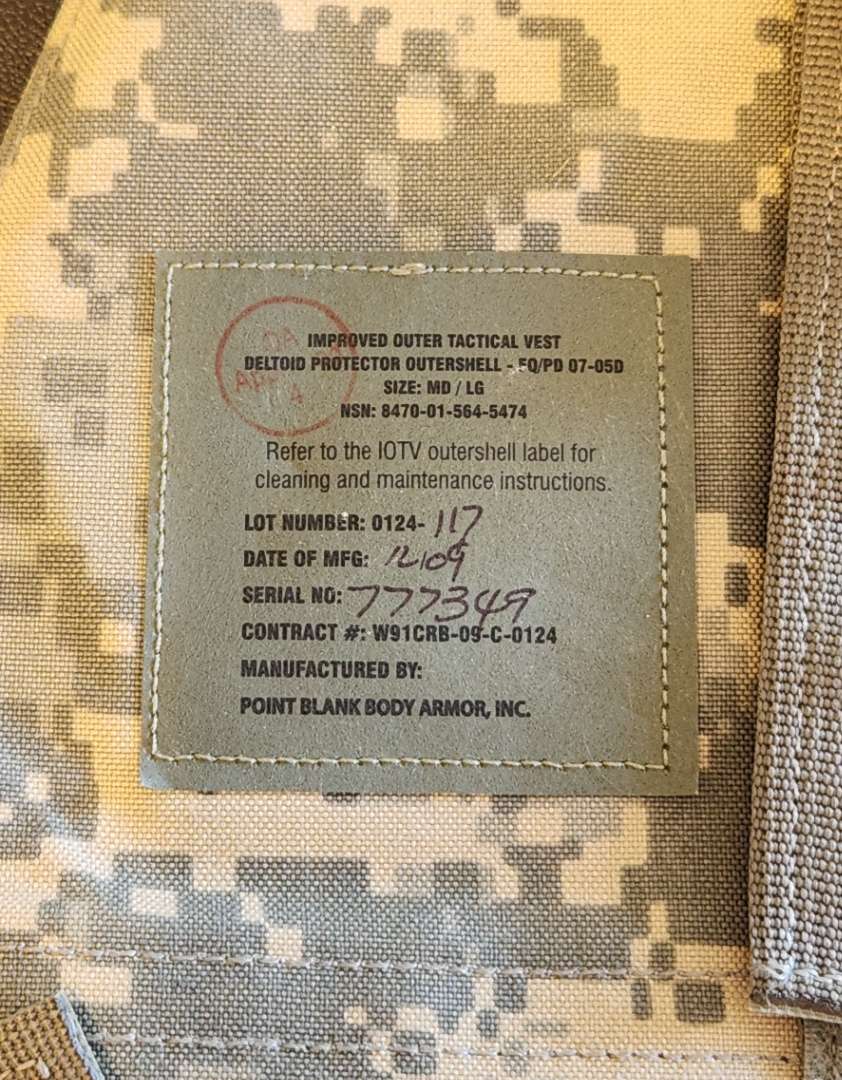 IMPROVED OUTER TACTICAL VEST
DELTOID PROTECTOR OUTERSHELL - FQ/PD 07-05D
SIZE: MD / LG
NSN: 8470-01-564-5474
Refer to the IOTV outershell label for
cleaning and maintenance instructions.
LOT NUMBER: 0124-117
DATE OF MFG:
SERIAL NO: 777349
CONTRACT #: W91CRB-09-C-0124
MANUFACTURED BY:
POINT BLANK BODY ARMOR, INC.